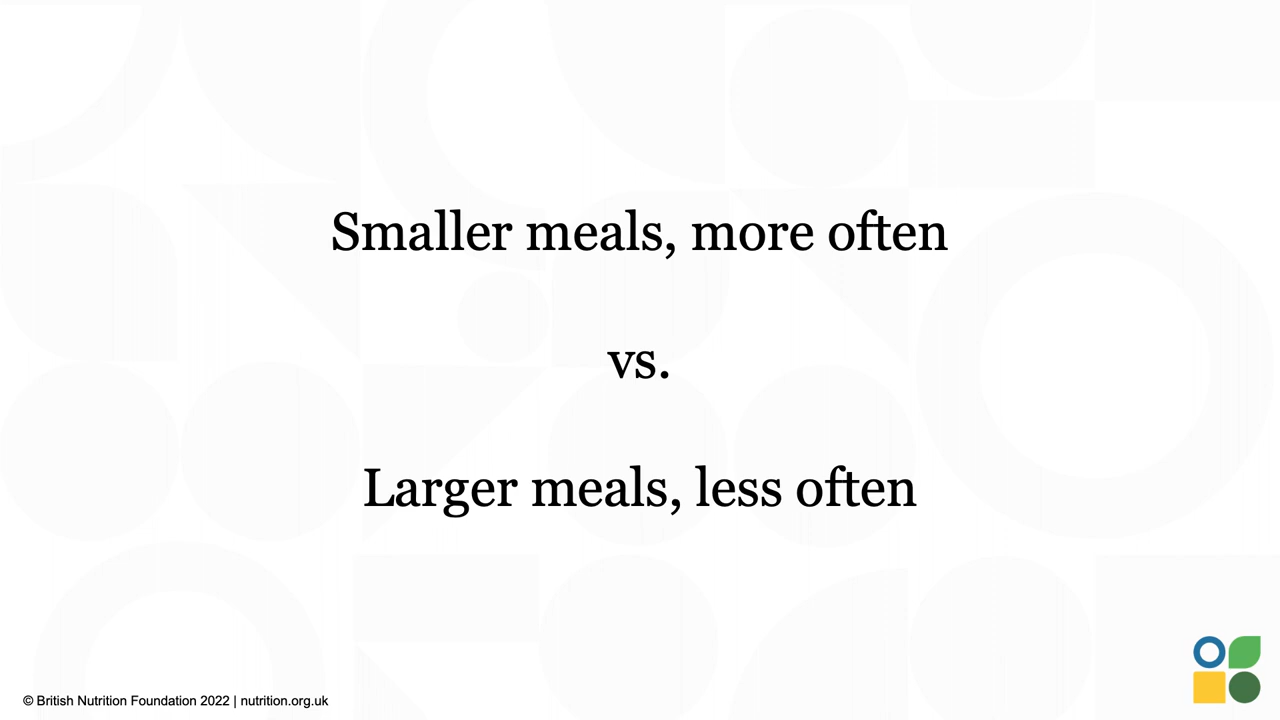 Smaller meals, more often
vs.
Larger meals, less often
© British Nutrition Foundation 2022 | nutrition.org.uk